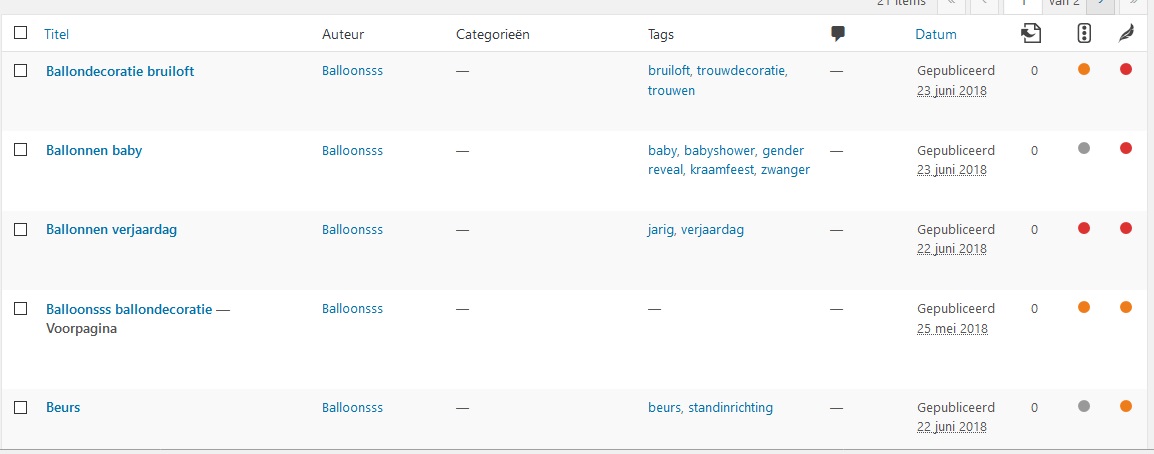 21 items « ‹ 1 van 2 › »
Titel Auteur Categorieën Tags Datum
Ballondecoratie bruiloft Balloonsss — bruiloft, trouwdecoratie, — Gepubliceerd 0
trouwen 23 juni 2018
Ballonnen baby Balloonsss — baby, babyshower, gender — Gepubliceerd 0
reveal, kraamfeest, zwanger 23 juni 2018
Ballonnen verjaardag Balloonsss — jarig, verjaardag — Gepubliceerd 0
22 juni 2018
Balloonsss ballondecoratie — Balloonsss — — — Gepubliceerd 0
Voorpagina 25 mei 2018
Beurs Balloonsss — beurs, standinrichting — Gepubliceerd 0
22 juni 2018